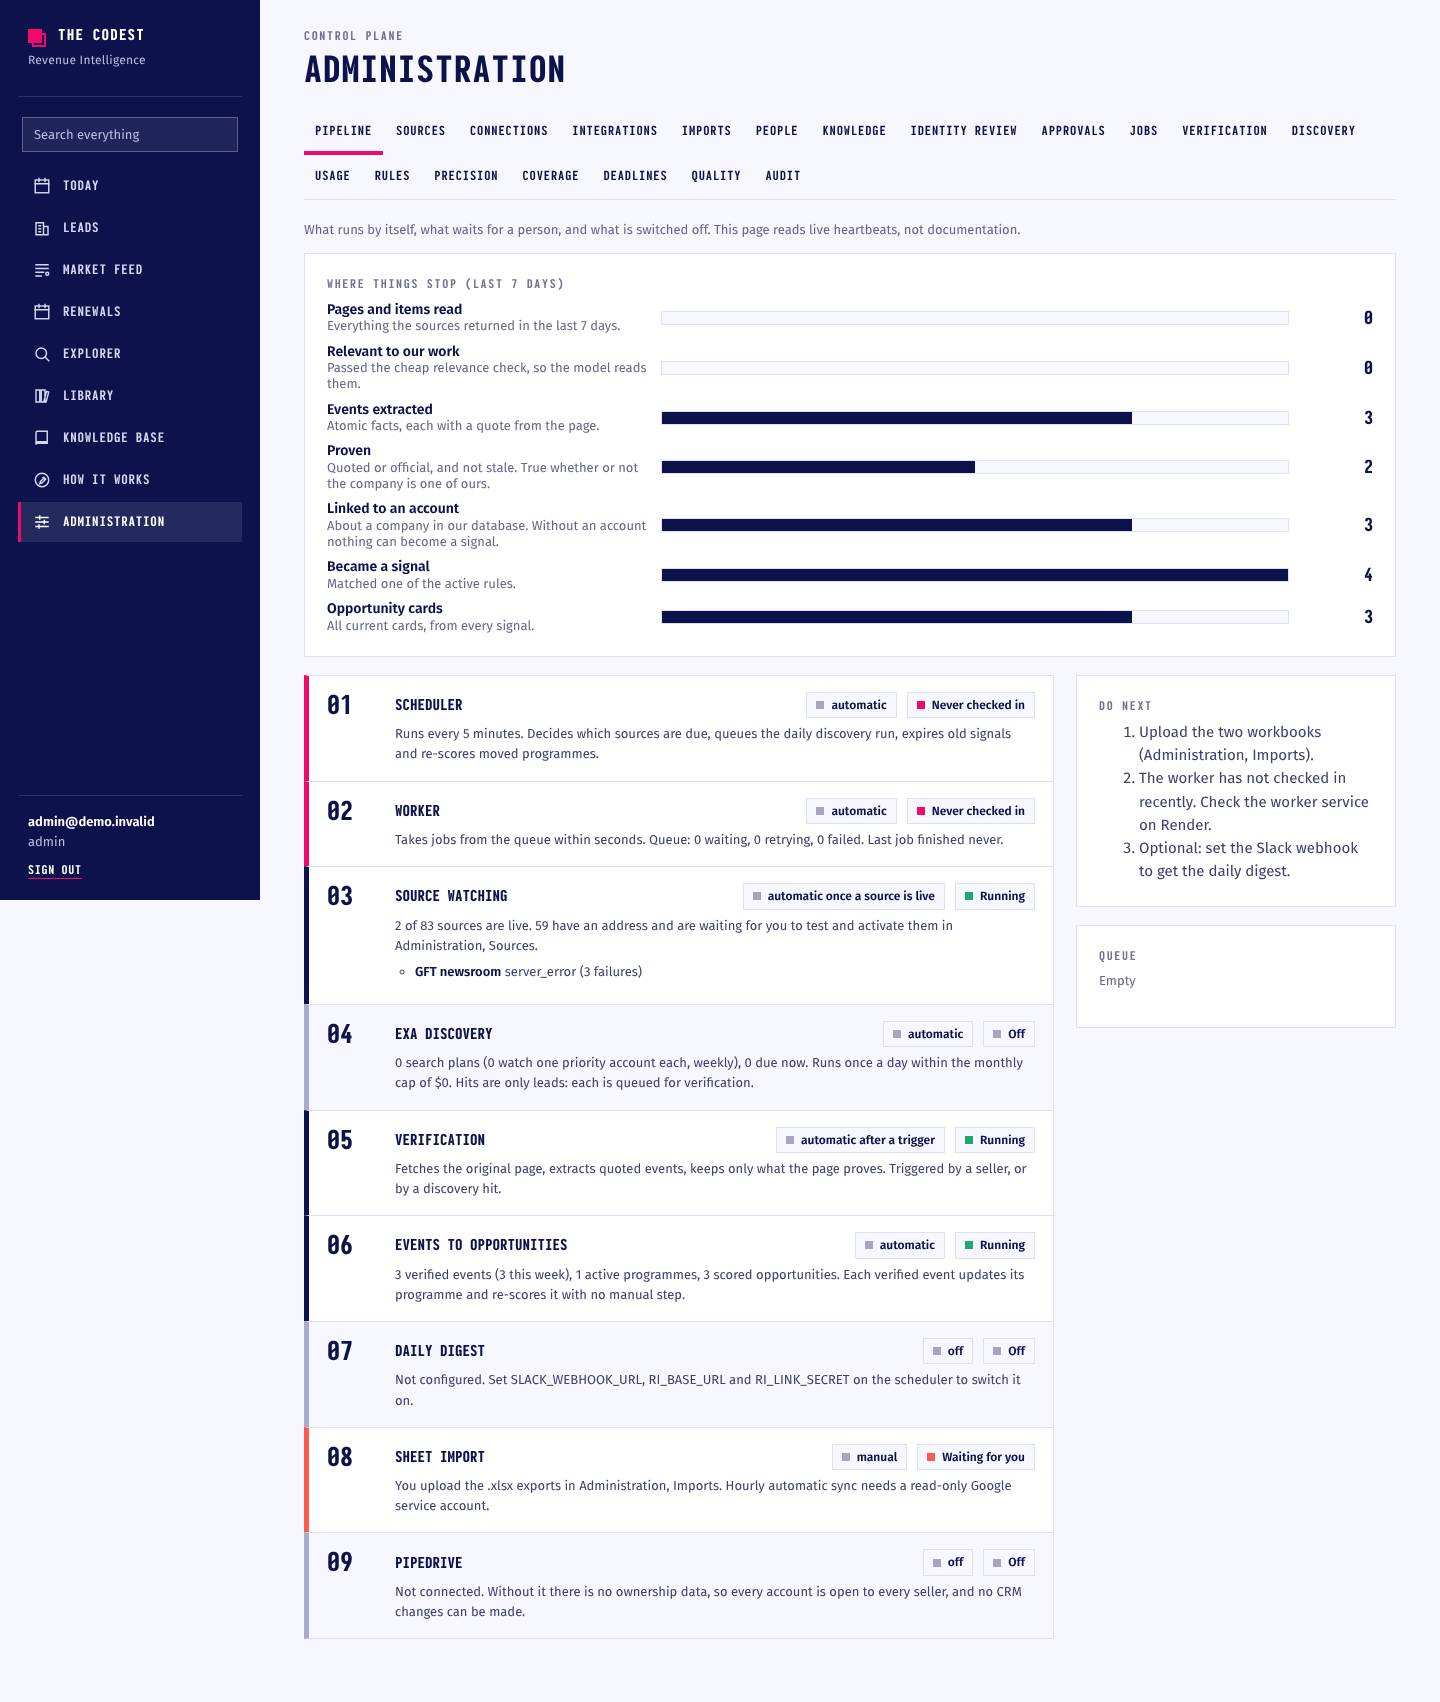 THE CODEST
Revenue Intelligence
Search everything
TODAY
LEADS
MARKET FEED
RENEWALS
EXPLORER
LIBRARY
KNOWLEDGE BASE
HOW IT WORKS
ADMINISTRATION
admin@demo.invalid
admin
SIGN OUT
CONTROL PLANE
ADMINISTRATION
PIPELINE SOURCES CONNECTIONS INTEGRATIONS IMPORTS PEOPLE KNOWLEDGE IDENTITY REVIEW APPROVALS JOBS VERIFICATION DISCOVERY
USAGE RULES PRECISION COVERAGE DEADLINES QUALITY AUDIT
What runs by itself, what waits for a person, and what is switched off. This page reads live heartbeats, not documentation.
WHERE THINGS STOP (LAST 7 DAYS)
Pages and items read
Everything the sources returned in the last 7 days.
0
Relevant to our work
Passed the cheap relevance check, so the model reads
them.
0
Events extracted
Atomic facts, each with a quote from the page.
3
Proven
Quoted or official, and not stale. True whether or not
the company is one of ours.
2
Linked to an account
About a company in our database. Without an account
nothing can become a signal.
3
Became a signal
Matched one of the active rules.
4
Opportunity cards
All current cards, from every signal.
3
01 SCHEDULER automatic Never checked in
Runs every 5 minutes. Decides which sources are due, queues the daily discovery run, expires old signals
and re-scores moved programmes.
02 WORKER automatic Never checked in
Takes jobs from the queue within seconds. Queue: 0 waiting, 0 retrying, 0 failed. Last job finished never.
03 SOURCE WATCHING automatic once a source is live Running
2 of 83 sources are live. 59 have an address and are waiting for you to test and activate them in
Administration, Sources.
GFT newsroom server_error (3 failures)
04 EXA DISCOVERY automatic Off
0 search plans (0 watch one priority account each, weekly), 0 due now. Runs once a day within the monthly
cap of $0. Hits are only leads: each is queued for verification.
05 VERIFICATION automatic after a trigger Running
Fetches the original page, extracts quoted events, keeps only what the page proves. Triggered by a seller, or
by a discovery hit.
06 EVENTS TO OPPORTUNITIES automatic Running
3 verified events (3 this week), 1 active programmes, 3 scored opportunities. Each verified event updates its
programme and re-scores it with no manual step.
07 DAILY DIGEST off Off
Not configured. Set SLACK_WEBHOOK_URL, RI_BASE_URL and RI_LINK_SECRET on the scheduler to switch it
on.
08 SHEET IMPORT manual Waiting for you
You upload the .xlsx exports in Administration, Imports. Hourly automatic sync needs a read-only Google
service account.
09 PIPEDRIVE off Off
Not connected. Without it there is no ownership data, so every account is open to every seller, and no CRM
changes can be made.
DO NEXT
1. Upload the two workbooks
(Administration, Imports).
2. The worker has not checked in
recently. Check the worker service
on Render.
3. Optional: set the Slack webhook
to get the daily digest.
QUEUE
Empty